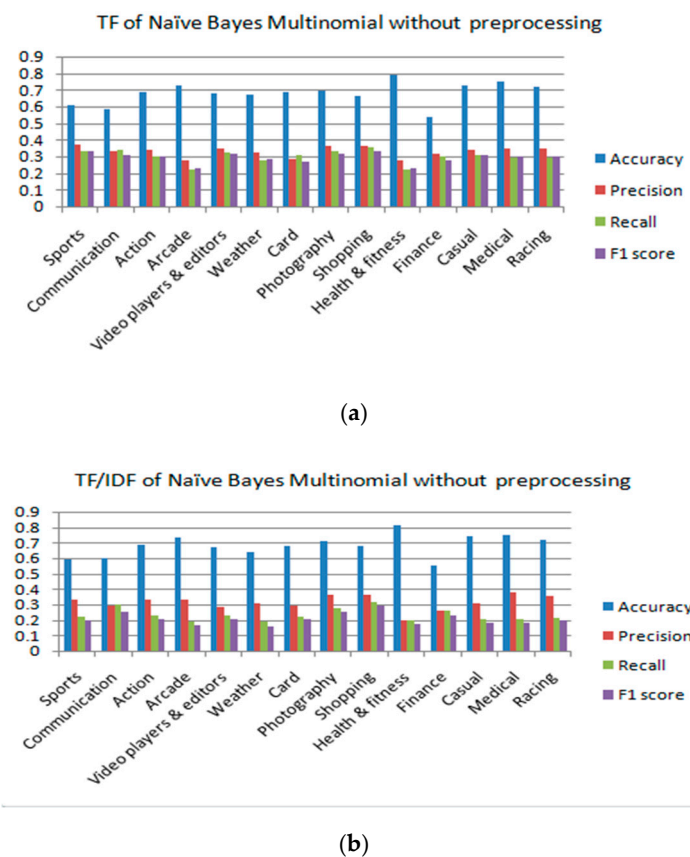 TF of Naïve Bayes Multinomial without preprocessing
0.9
0.8
0.7
0.6
0.5
0.4
0.3
0.2
0.1
0
Sports
Communication
Action
Arcade
Video players & editors
Weather
Card
Photography
Shopping
Health & fitness
Finance
Casual
Medical
Racing
Accuracy
Precision
Recall
F1 score
(a)
TF/IDF of Naïve Bayes Multinomial without preprocessing
0.9
0.8
0.7
0.6
0.5
0.4
0.3
0.2
0.1
0
Sports
Communication
Action
Arcade
Video players & editors
Weather
Card
Photography
Shopping
Health & fitness
Finance
Casual
Medical
Racing
Accuracy
Precision
Recall
F1 score
(b)